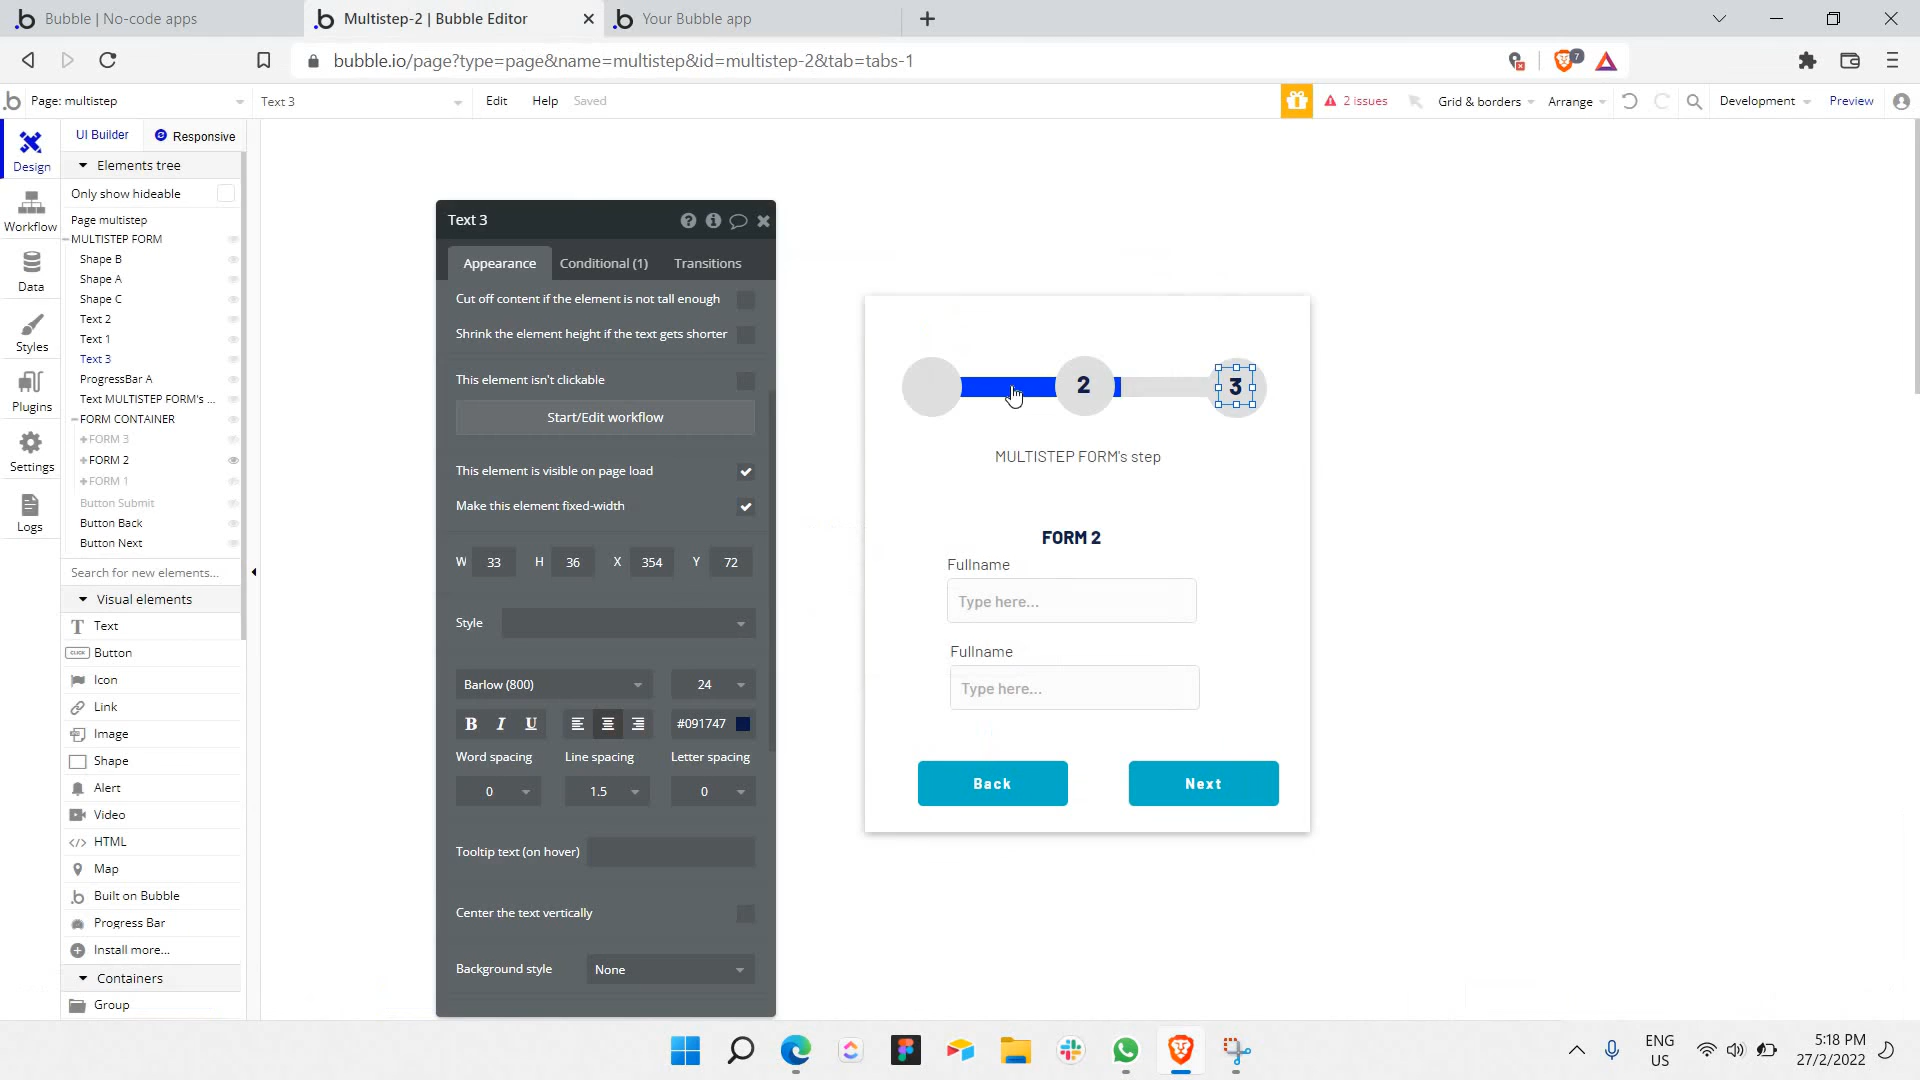 Bubble | No-code apps
Multistep-2 | Bubble Editor
Your Bubble app
bubble.io/page?type=page&name=multistep&id=multistep-2&tab=tabs-1
7
Page: multistep
Text 3
Edit
Help
Saved
2 issues
Grid & borders
Arrange
Development
Preview
Design
Workflow
Data
Styles
Plugins
Settings
Logs
UI Builder
Responsive
Elements tree
Only show hideable
Page multistep
MULTISTEP FORM
Shape B
Shape A
Shape C
Text 2
Text 1
Text 3
ProgressBar A
Text MULTISTEP FORM's ...
FORM CONTAINER
FORM 3
FORM 2
FORM 1
Button Submit
Button Back
Button Next
Search for new elements...
Visual elements
Text
CLICK
Button
Icon
Link
Image
Shape
Alert
Video
HTML
Map
Built on Bubble
Progress Bar
Install more...
Containers
Group
Text 3
Appearance
Conditional (1)
Transitions
Cut off content if the element is not tall enough
Shrink the element height if the text gets shorter
This element isn't clickable
Start/Edit workflow
This element is visible on page load
Make this element fixed-width
W 33 H 36 X 354 Y 72
Style
Barlow (800)
24
B I U
#091747
Word spacing
Line spacing
Letter spacing
0
1.5
0
Tooltip text (on hover)
Center the text vertically
Background style
None
2
3
MULTISTEP FORM's step
FORM 2
Fullname
Type here...
Fullname
Type here...
Back
Next
ENG
US
5:18 PM
27/2/2022